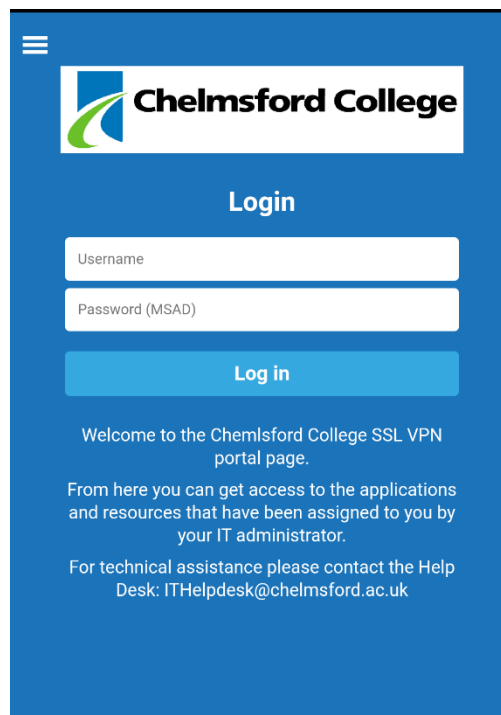 Chelmsford College
Login
Username
Password (MSAD)
Log in
Welcome to the Chemlsford College SSL VPN
portal page.
From here you can get access to the applications
and resources that have been assigned to you by
your IT administrator.
For technical assistance please contact the Help
Desk: ITHelpdesk@chelmsford.ac.uk